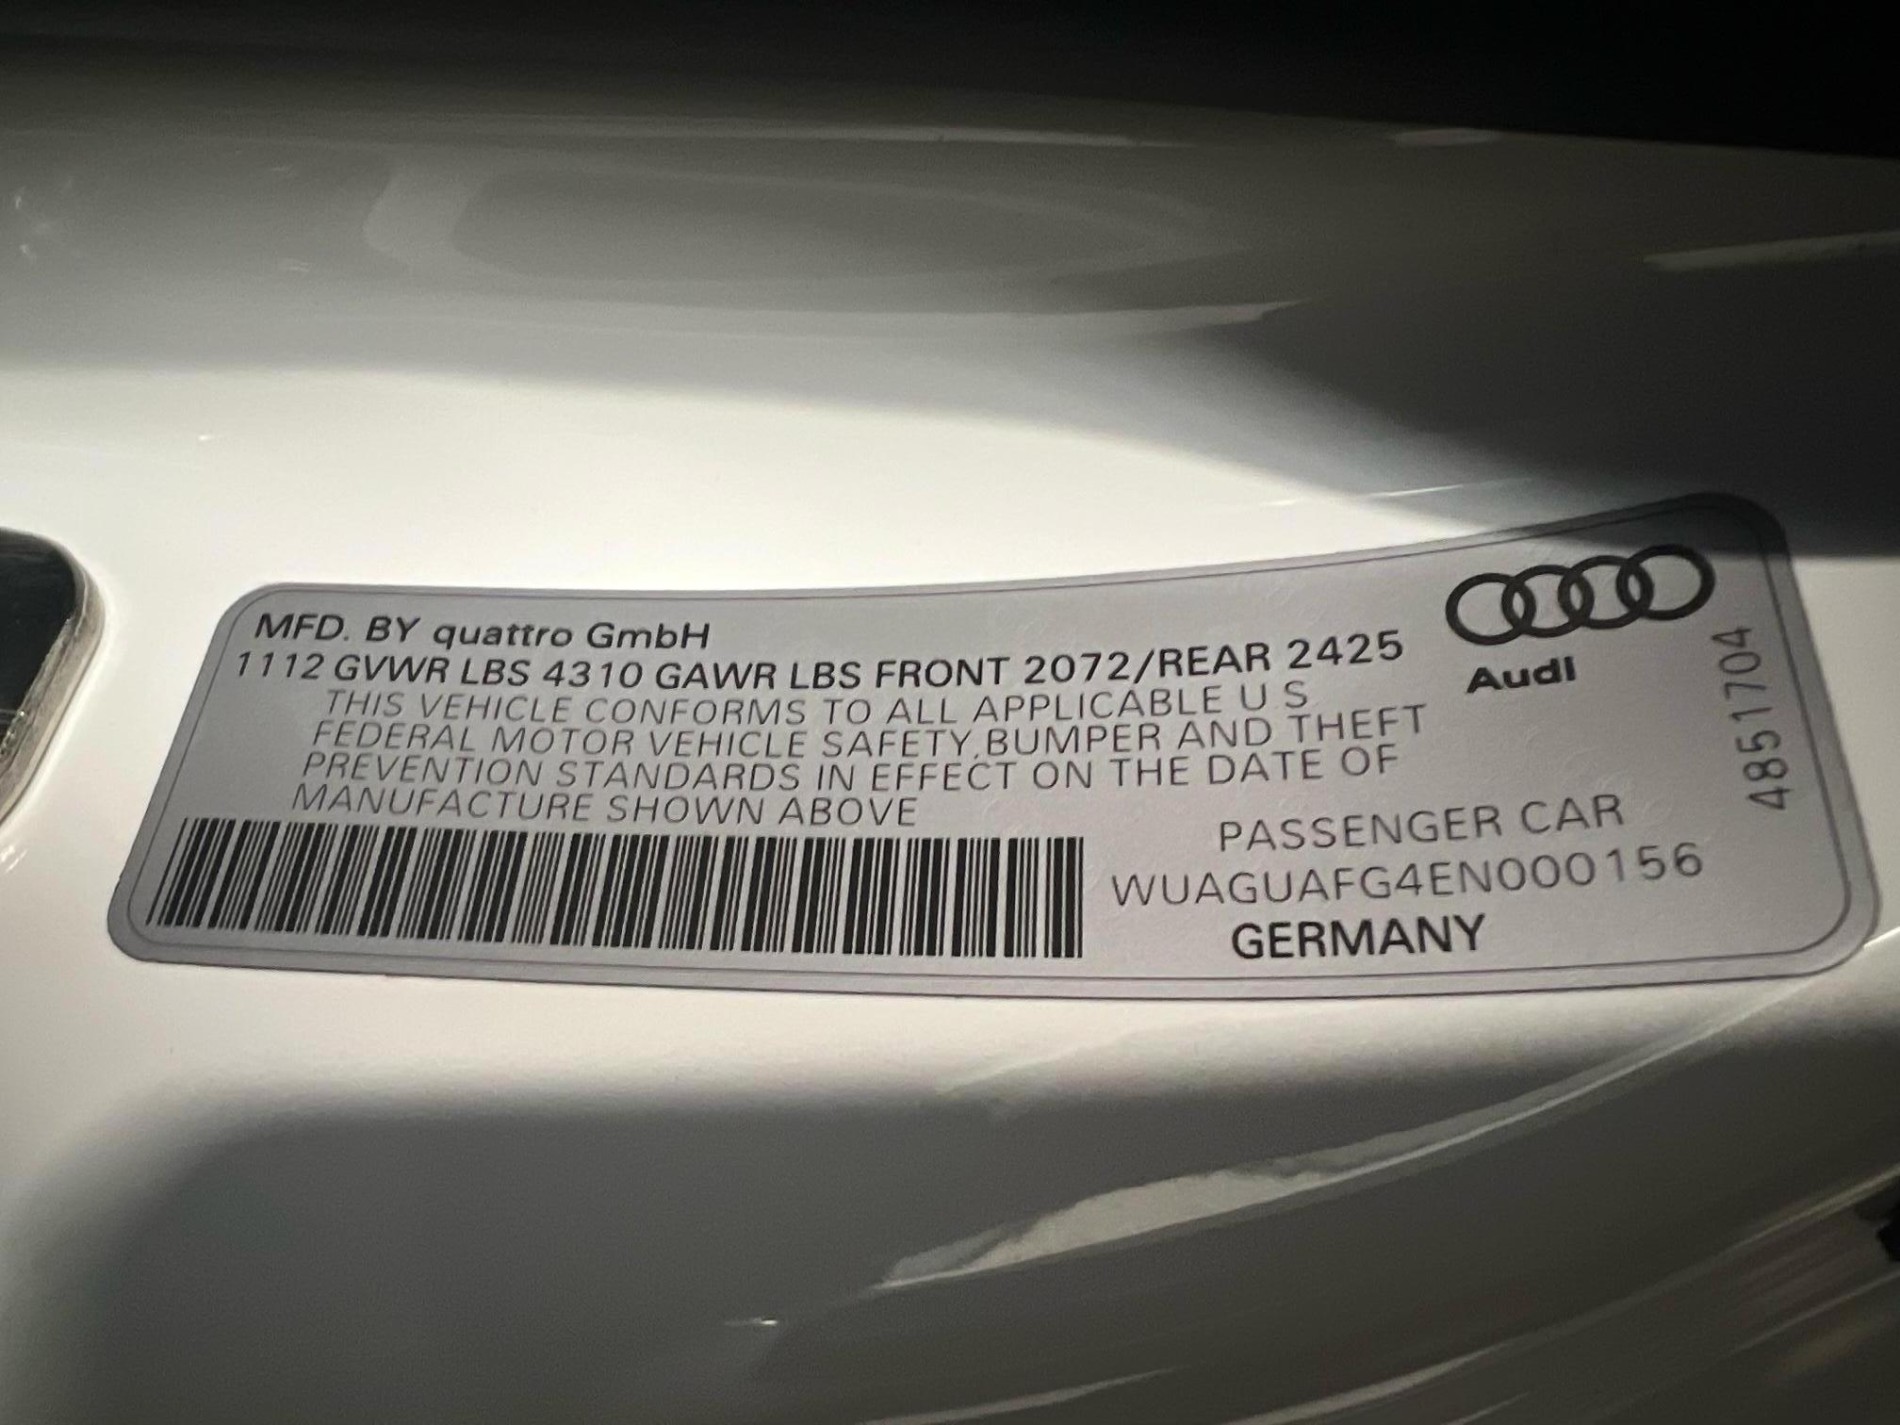 MFD. BY quattro GmbH
1112 GVWR LBS 4310 GAWR LBS FRONT 2072/REAR 2425
THIS VEHICLE CONFORMS TO ALL APPLICABLE U S
FEDERAL MOTOR VEHICLE SAFETY, BUMPER AND THEFT
PREVENTION STANDARDS IN EFFECT ON THE DATE OF
MANUFACTURE SHOWN ABOVE
Audi
4851704
PASSENGER CAR
WUAGUAFG4EN000156
GERMANY